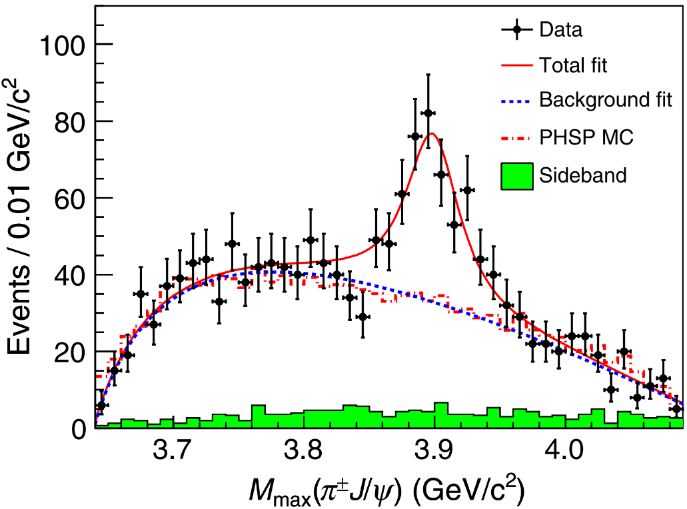 Events / 0.01 GeV/c²
100
80
60
40
20
0
Data
Total fit
Background fit
PHSP MC
Sideband
3.7 3.8 3.9 4.0
M_max(π±J/ψ) (GeV/c²)